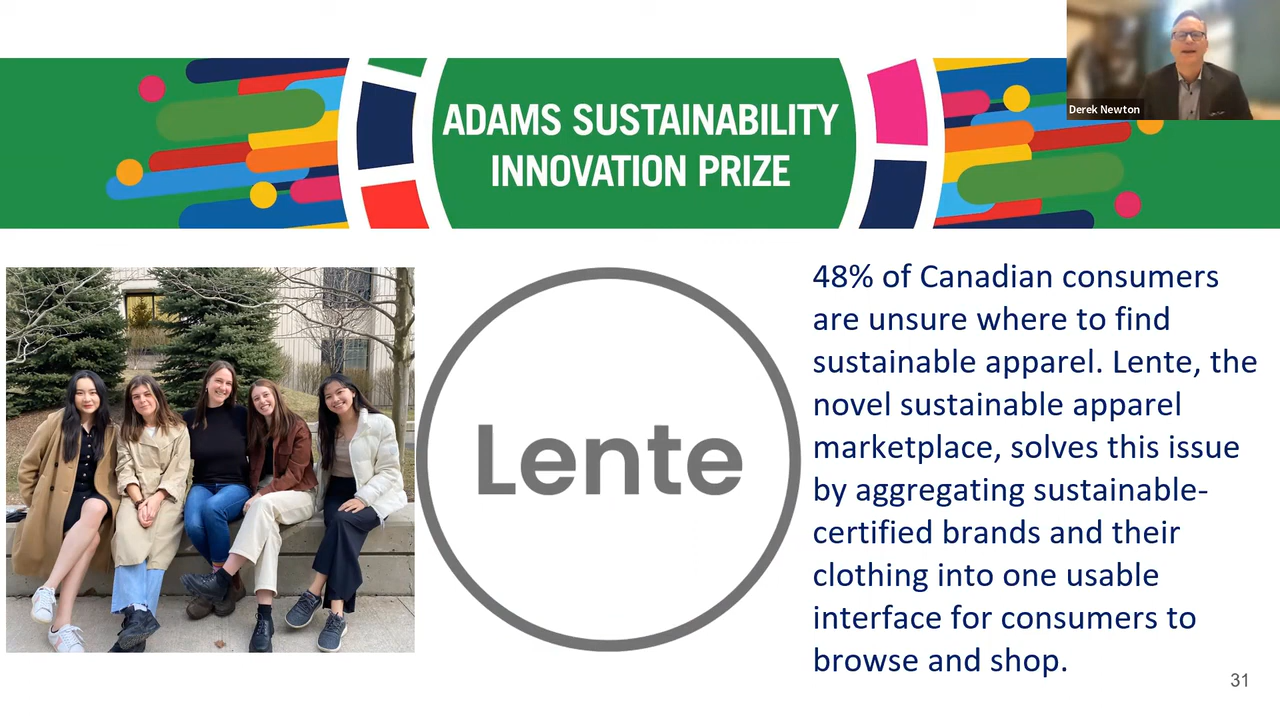 ADAMS SUSTAINABILITY
INNOVATION PRIZE
Derek Newton
Lente
48% of Canadian consumers
are unsure where to find
sustainable apparel. Lente, the
novel sustainable apparel
marketplace, solves this issue
by aggregating sustainable-
certified brands and their
clothing into one usable
interface for consumers to
browse and shop.
31